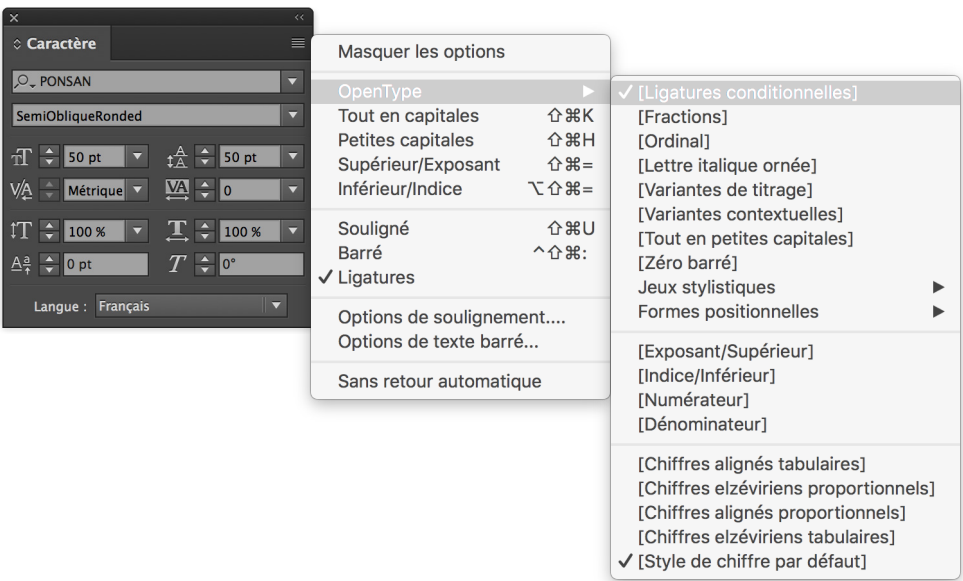 Caractère
PONSAN
SemiObliqueRonded
50 pt
50 pt
Métrique
0
100 %
100 %
0 pt
0°
Langue : Français
Masquer les options
OpenType
Tout en capitales ⇧⌘K
Petites capitales ⇧⌘H
Supérieur/Exposant ⇧⌘=
Inférieur/Indice ⌥⇧⌘=
Souligné ⇧⌘U
Barré ^⇧⌘:
Ligatures
Options de soulignement....
Options de texte barré...
Sans retour automatique
[Ligatures conditionnelles]
[Fractions]
[Ordinal]
[Lettre italique ornée]
[Variantes de titrage]
[Variantes contextuelles]
[Tout en petites capitales]
[Zéro barré]
Jeux stylistiques
Formes positionnelles
[Exposant/Supérieur]
[Indice/Inférieur]
[Numérateur]
[Dénominateur]
[Chiffres alignés tabulaires]
[Chiffres elzéviriens proportionnels]
[Chiffres alignés proportionnels]
[Chiffres elzéviriens tabulaires]
[Style de chiffre par défaut]